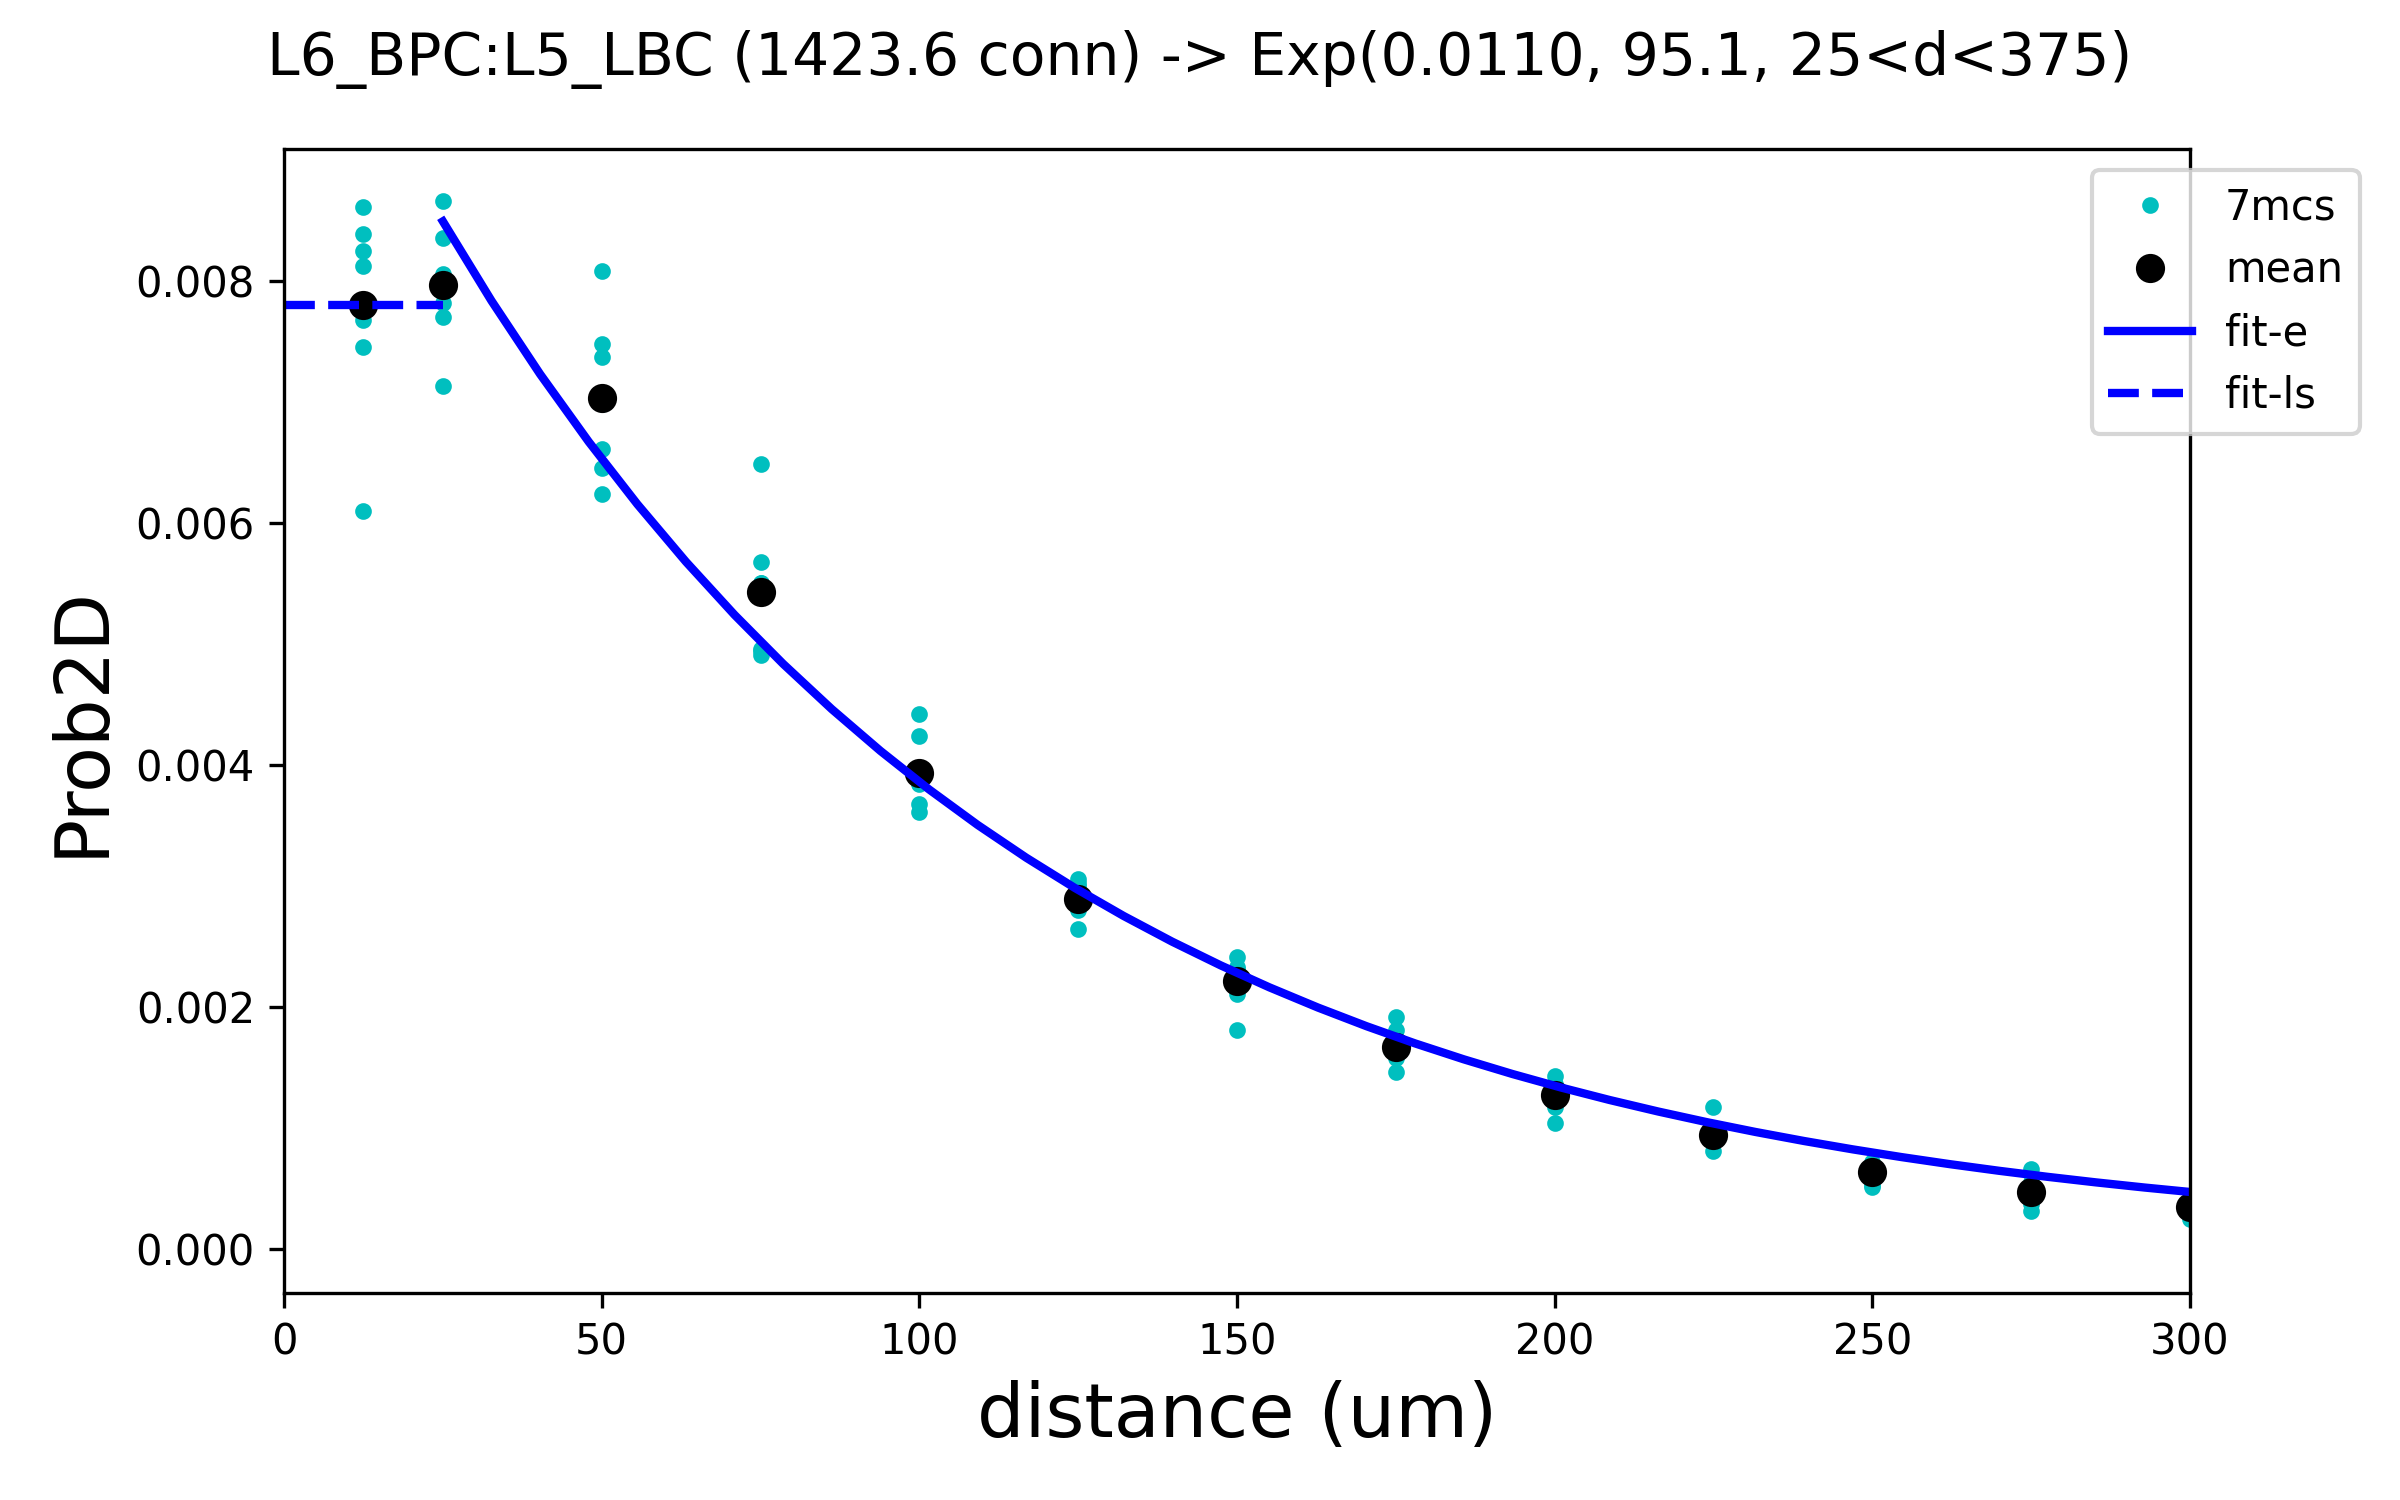 L6_BPC:L5_LBC (1423.6 conn) -> Exp(0.0110, 95.1, 25<d<375)
7mcs
mean
fit-e
fit-ls
Prob2D
0.008
0.006
0.004
0.002
0.000
0 50 100 150 200 250 300
distance (um)